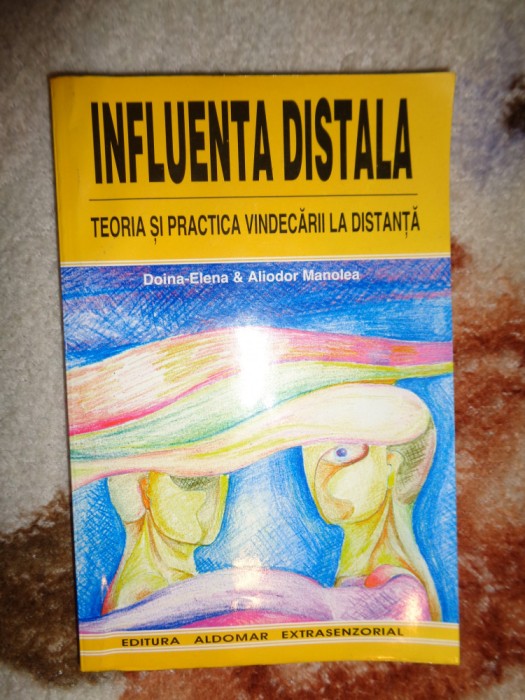 INFLUENTA DISTALA
TEORIA ȘI PRACTICA VINDECĂRII LA DISTANȚĂ
Doina-Elena & Aliodor Manolea
EDITURA ALDOMAR EXTRASENZORIAL